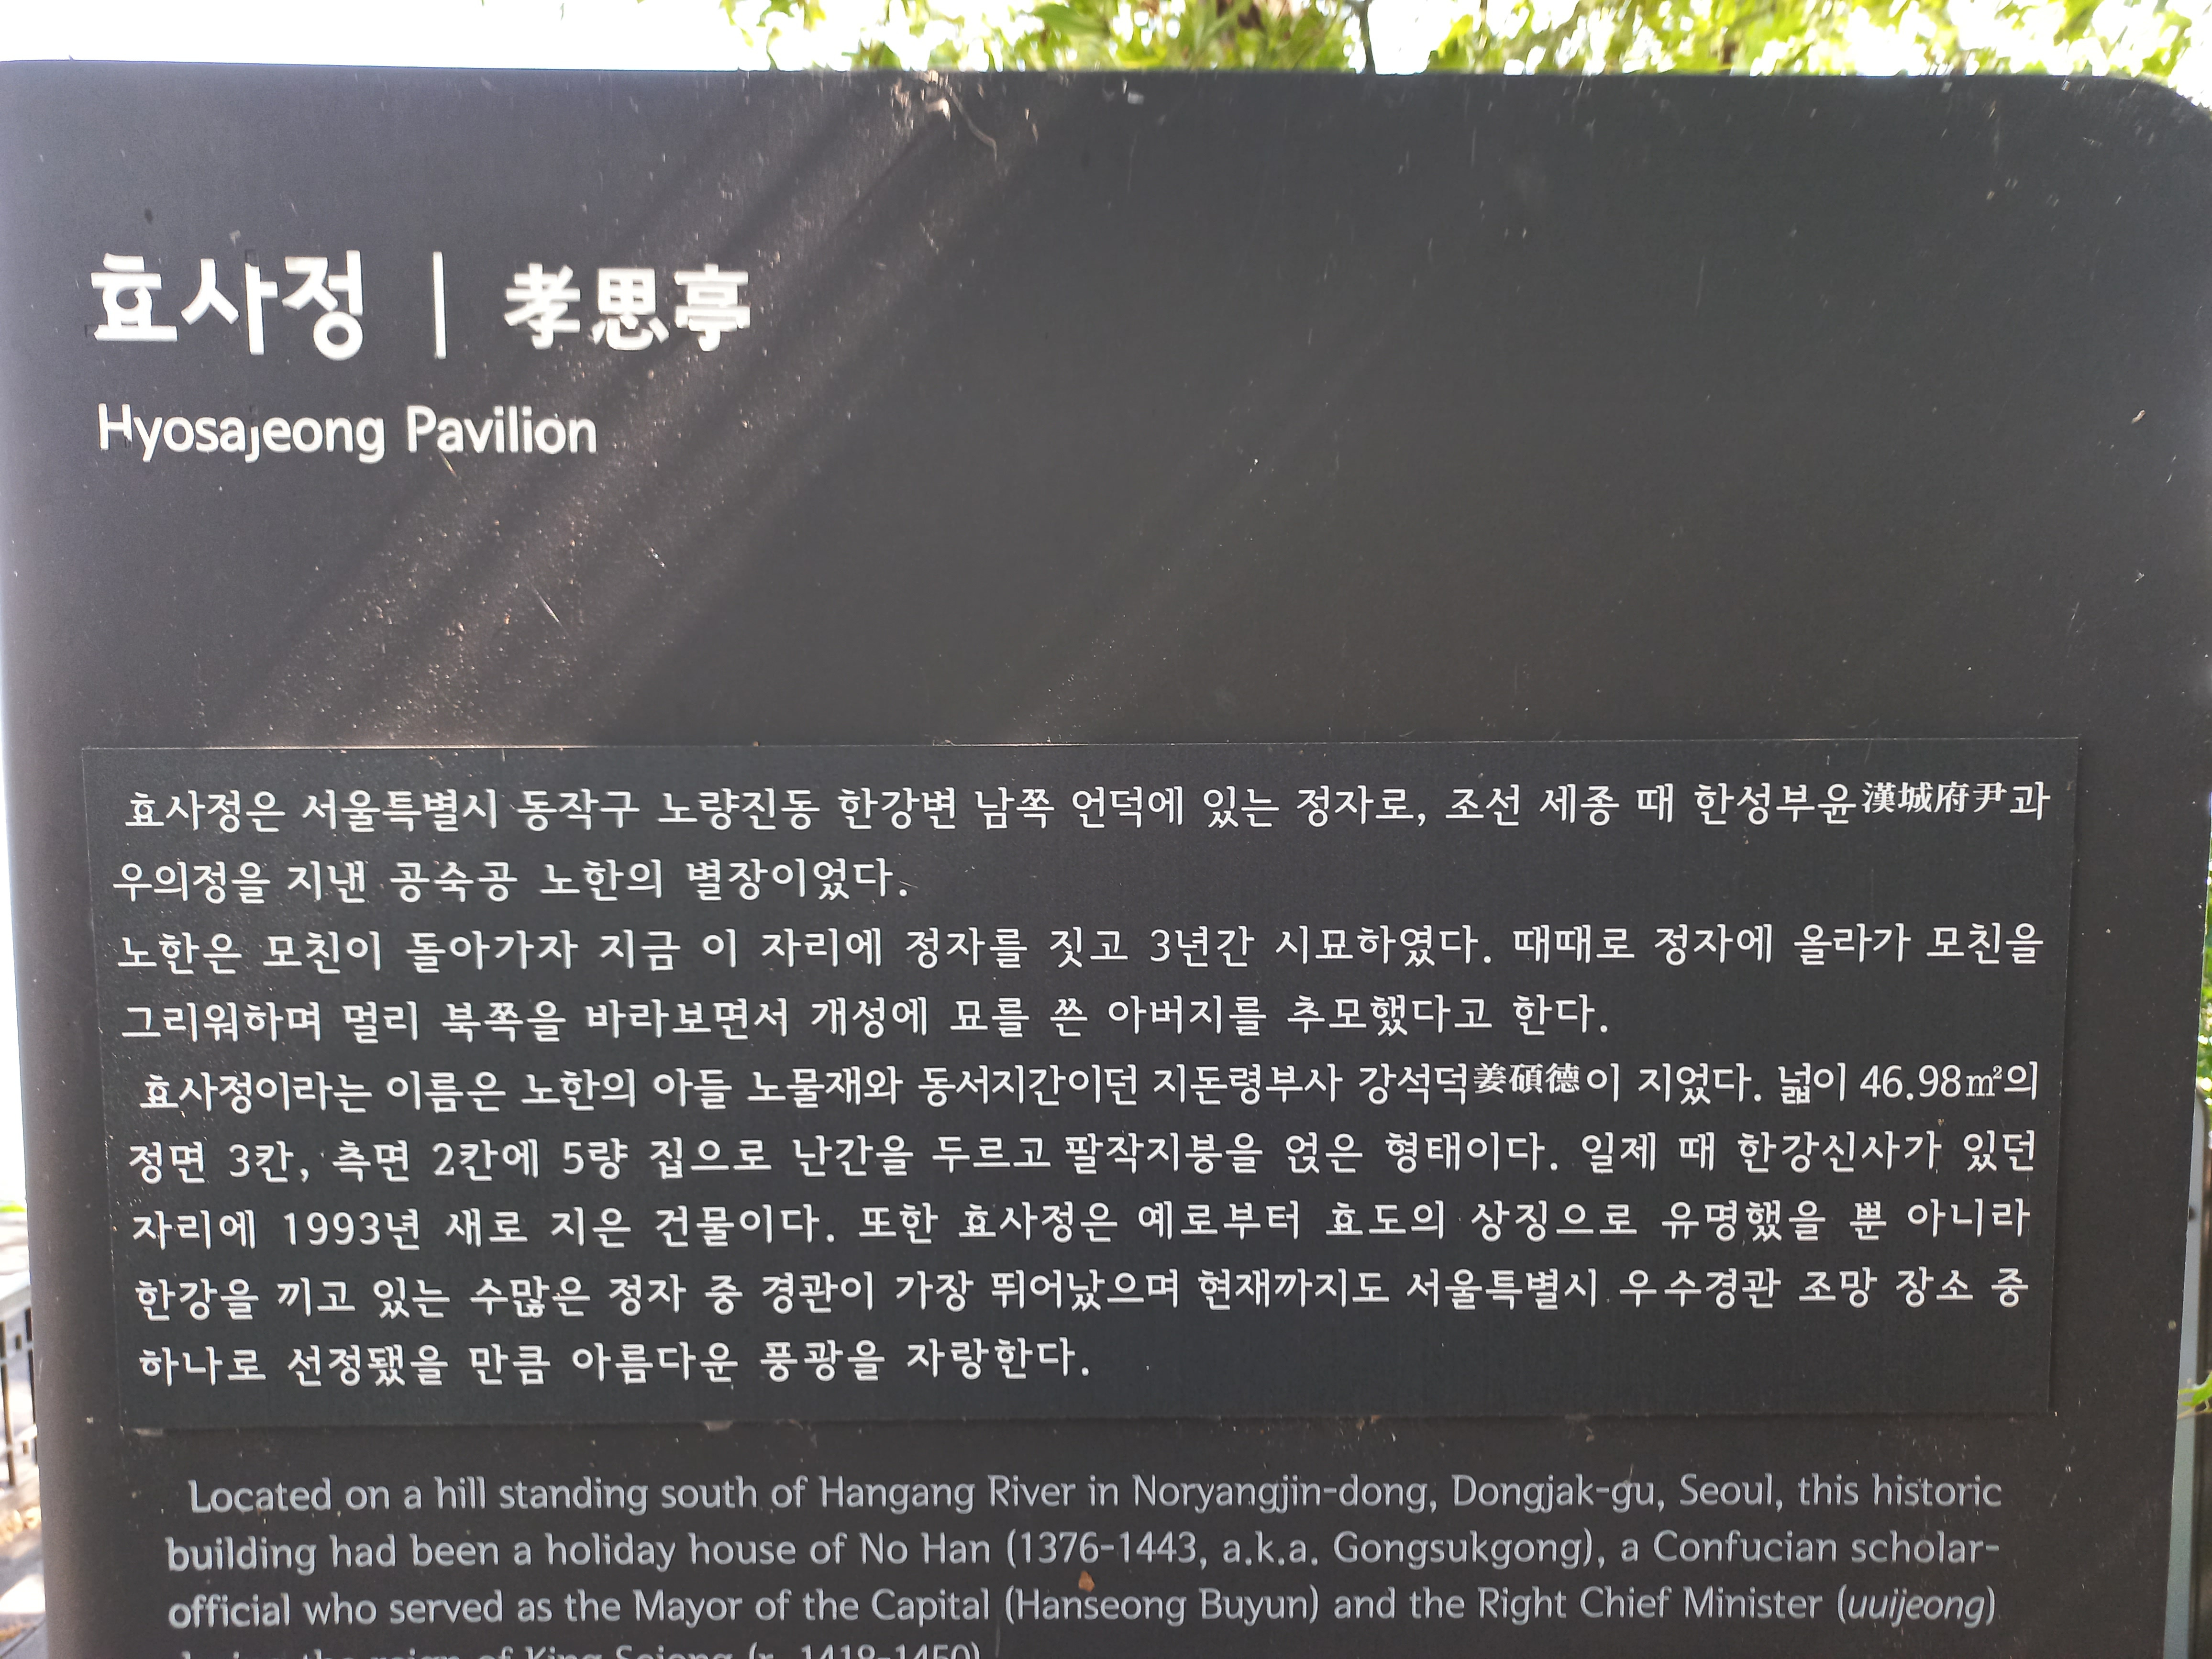 효사정 | 孝思亭
Hyosajeong Pavilion
효사정은 서울특별시 동작구 노량진동 한강변 남쪽 언덕에 있는 정자로, 조선 세종 때 한성부윤漢城府尹과
우의정을 지낸 공숙공 노한의 별장이었다.
노한은 모친이 돌아가자 지금 이 자리에 정자를 짓고 3년간 시묘하였다. 때때로 정자에 올라가 모친을
그리워하며 멀리 북쪽을 바라보면서 개성에 묘를 쓴 아버지를 추모했다고 한다.
효사정이라는 이름은 노한의 아들 노물재와 동서지간이던 지돈령부사 강석덕姜碩德이 지었다. 넓이 46.98㎡의
정면 3칸, 측면 2칸에 5량 집으로 난간을 두르고 팔작지붕을 얹은 형태이다. 일제 때 한강신사가 있던
자리에 1993년 새로 지은 건물이다. 또한 효사정은 예로부터 효도의 상징으로 유명했을 뿐 아니라
한강을 끼고 있는 수많은 정자 중 경관이 가장 뛰어났으며 현재까지도 서울특별시 우수경관 조망 장소 중
하나로 선정됐을 만큼 아름다운 풍광을 자랑한다.
Located on a hill standing south of Hangang River in Noryangjin-dong, Dongjak-gu, Seoul, this historic
building had been a holiday house of No Han (1376-1443, a.k.a. Gongsukgong), a Confucian scholar-
official who served as the Mayor of the Capital (Hanseong Buyun) and the Right Chief Minister (uuijeong)
the reign of King Sejong (r. 1418-1450)